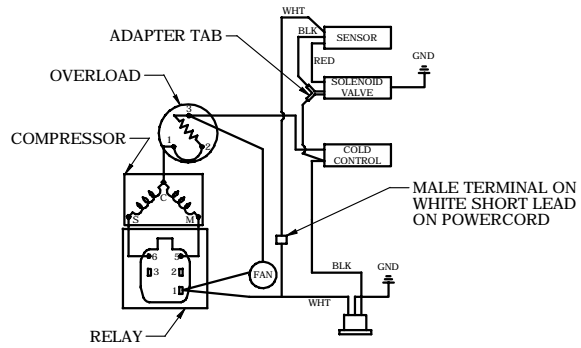 WHT
BLK
SENSOR
ADAPTER TAB
RED
GND
SOLENOID
VALVE
OVERLOAD
3
1
2
COMPRESSOR
COLD
CONTROL
C
S
M
MALE TERMINAL ON
WHITE SHORT LEAD
ON POWERCORD
6
5
3
2
1
FAN
BLK
GND
WHT
RELAY